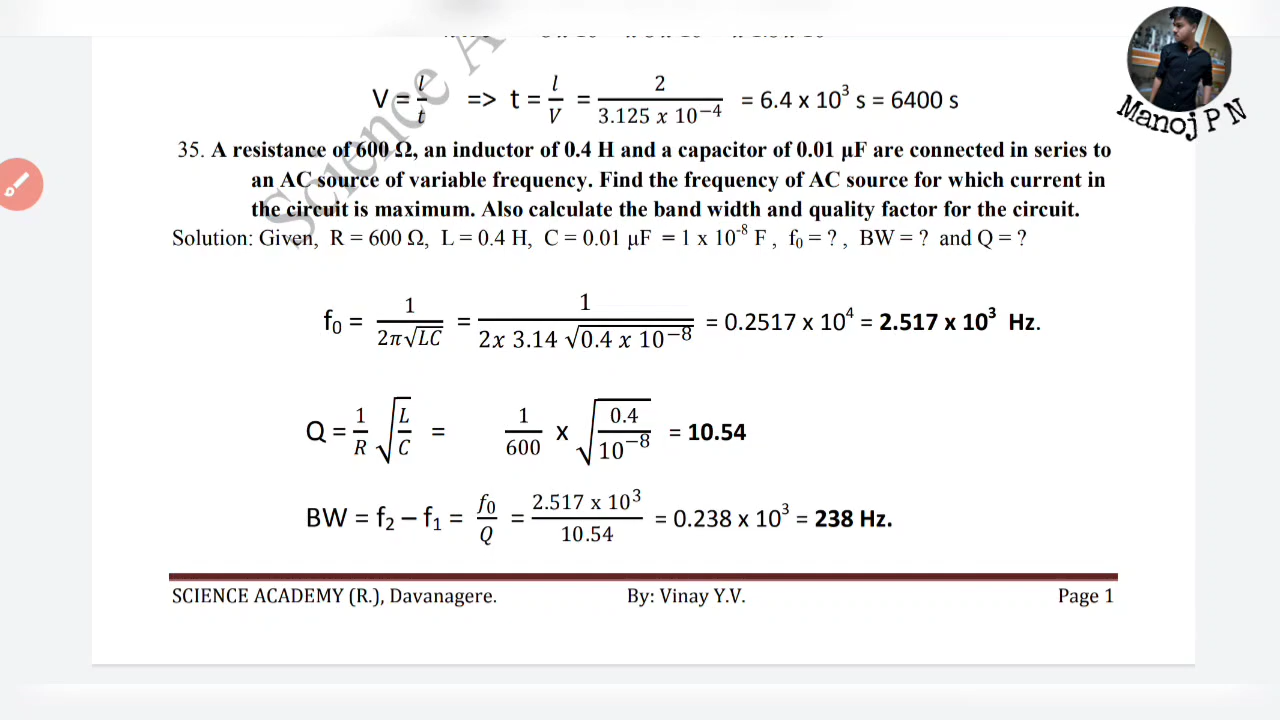 V = l/t => t = l/V = 2/3.125 x 10⁻⁴ = 6.4 x 10³ s = 6400 s
35. A resistance of 600 Ω, an inductor of 0.4 H and a capacitor of 0.01 µF are connected in series to
an AC source of variable frequency. Find the frequency of AC source for which current in
the circuit is maximum. Also calculate the band width and quality factor for the circuit.
Solution: Given, R = 600 Ω, L = 0.4 H, C = 0.01 µF = 1 x 10⁻⁸ F , f₀ = ? , BW = ? and Q = ?
f₀ = 1/2π√LC = 1/2x 3.14 √0.4 x 10⁻⁸ = 0.2517 x 10⁴ = 2.517 x 10³ Hz.
Q = 1/R √L/C = 1/600 x √0.4/10⁻⁸ = 10.54
BW = f₂ – f₁ = f₀/Q = 2.517 x 10³/10.54 = 0.238 x 10³ = 238 Hz.
SCIENCE ACADEMY (R.), Davanagere. By: Vinay Y.V. Page 1
Science A
Manoj P N